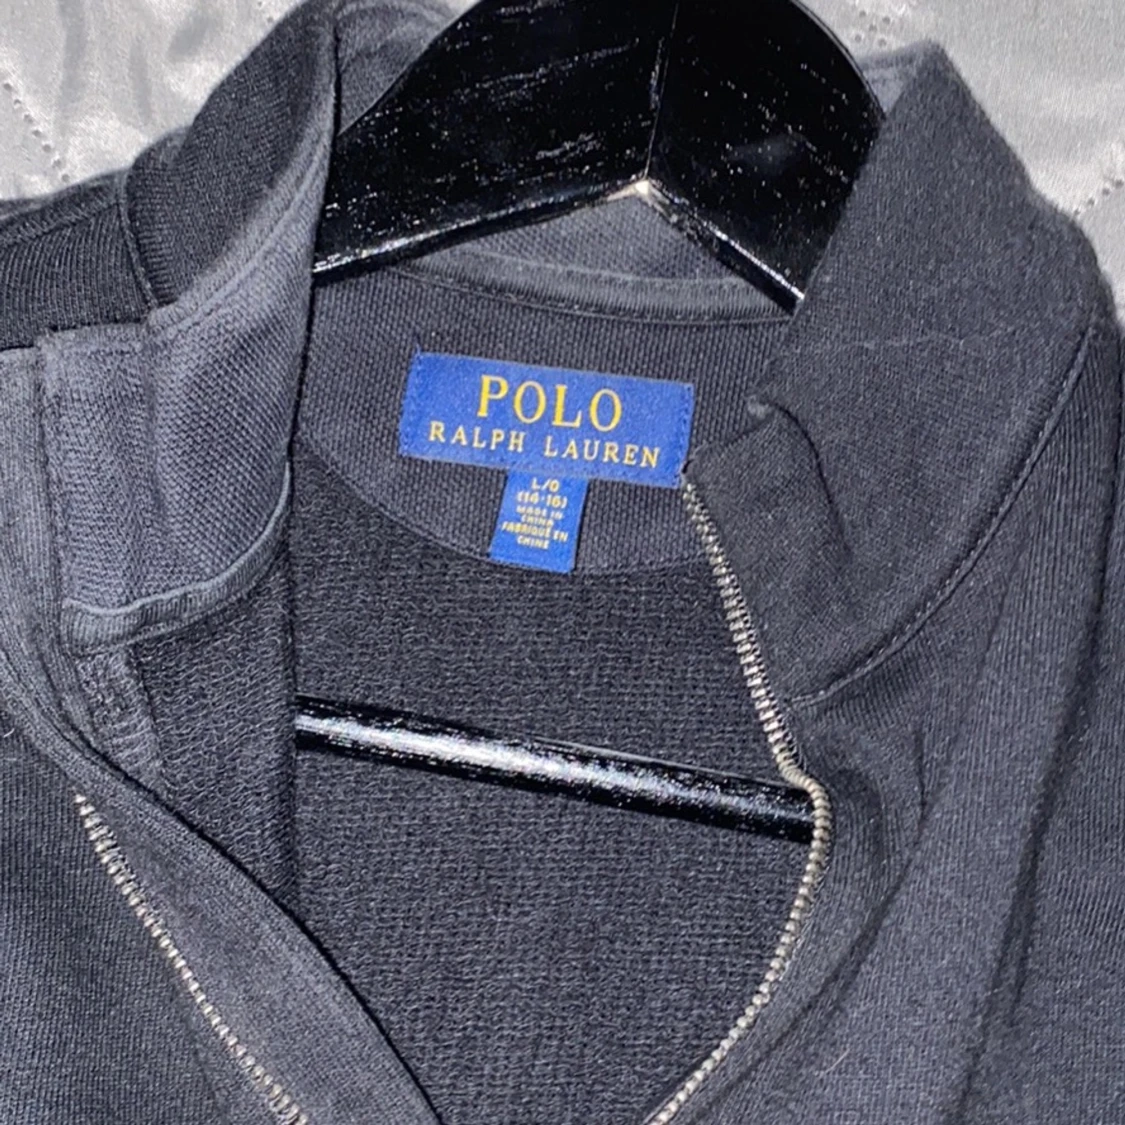 POLO
RALPH LAUREN
L/G
(14-16)
MADE IN
CHINA
FABRIQUÉ EN
CHINE